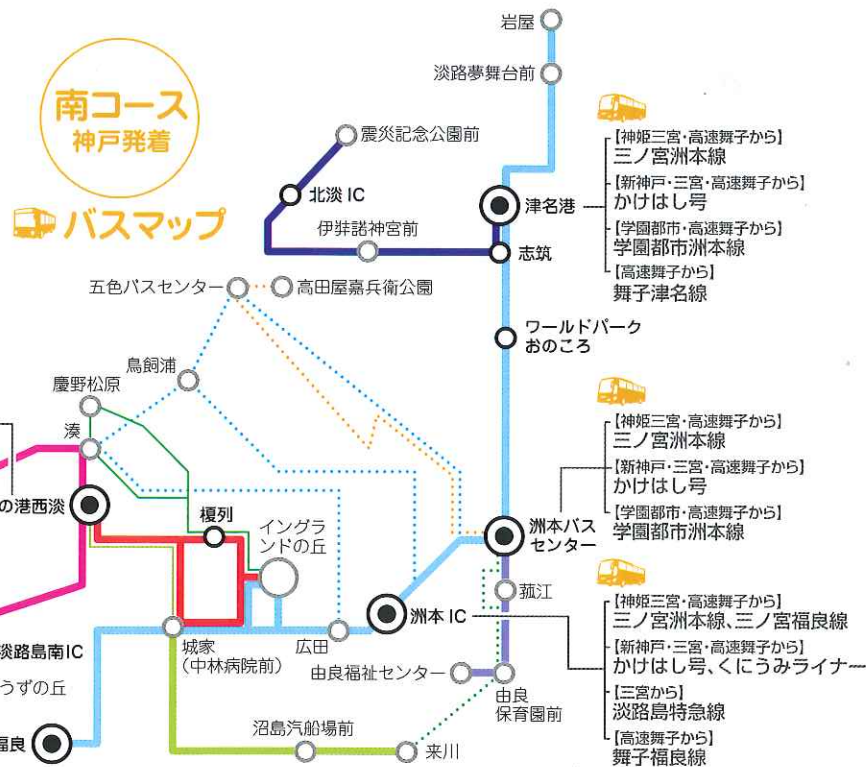 南コース
神戸発着
バスマップ
岩屋
淡路夢舞台前
震災記念公園前
北淡 IC
伊弉諾神宮前
津名港
志筑
【神姫三宮・高速舞子から】
三ノ宮洲本線
【新神戸・三宮・高速舞子から】
かけはし号
【学園都市・高速舞子から】
学園都市洲本線
【高速舞子から】
舞子津名線
五色バスセンター
高田屋嘉兵衛公園
ワールドパーク
おのころ
鳥飼浦
慶野松原
湊
の港西淡
榎列
イングラ
ンドの丘
洲本バス
センター
【神姫三宮・高速舞子から】
三ノ宮洲本線
【新神戸・三宮・高速舞子から】
かけはし号
【学園都市・高速舞子から】
学園都市洲本線
菰江
洲本 IC
【神姫三宮・高速舞子から】
三ノ宮洲本線、三ノ宮福良線
【新神戸・三宮・高速舞子から】
かけはし号、くにうみライナー
【三宮から】
淡路島特急線
【高速舞子から】
舞子福良線
淡路島南IC
うずの丘
福良
城家
（中林病院前）
広田
由良福祉センター
由良
保育園前
沼島汽船場前
来川